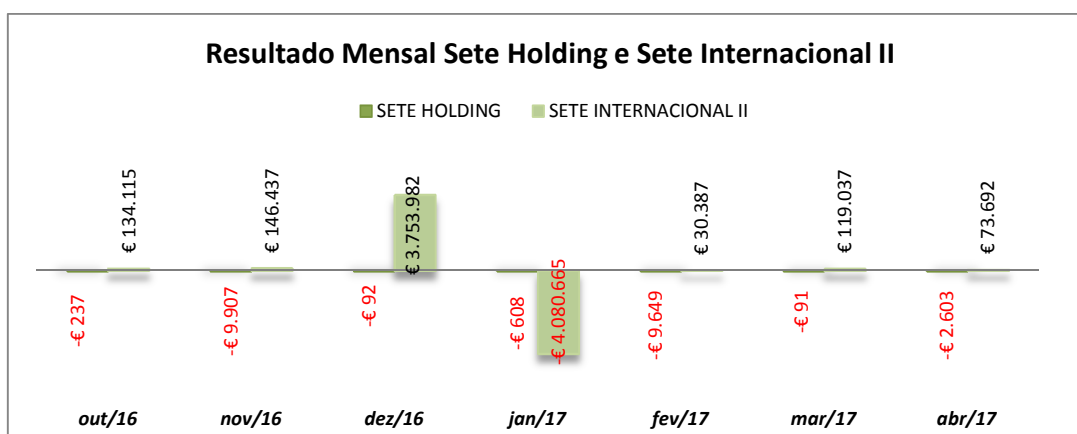 Resultado Mensal Sete Holding e Sete Internacional II
SETE HOLDING
SETE INTERNACIONAL II
-€ 237
€ 134.115
-€ 9.907
€ 146.437
-€ 92
€ 3.753.982
-€ 608
-€ 4.080.665
-€ 9.649
€ 30.387
-€ 91
€ 119.037
-€ 2.603
€ 73.692
out/16
nov/16
dez/16
jan/17
fev/17
mar/17
abr/17